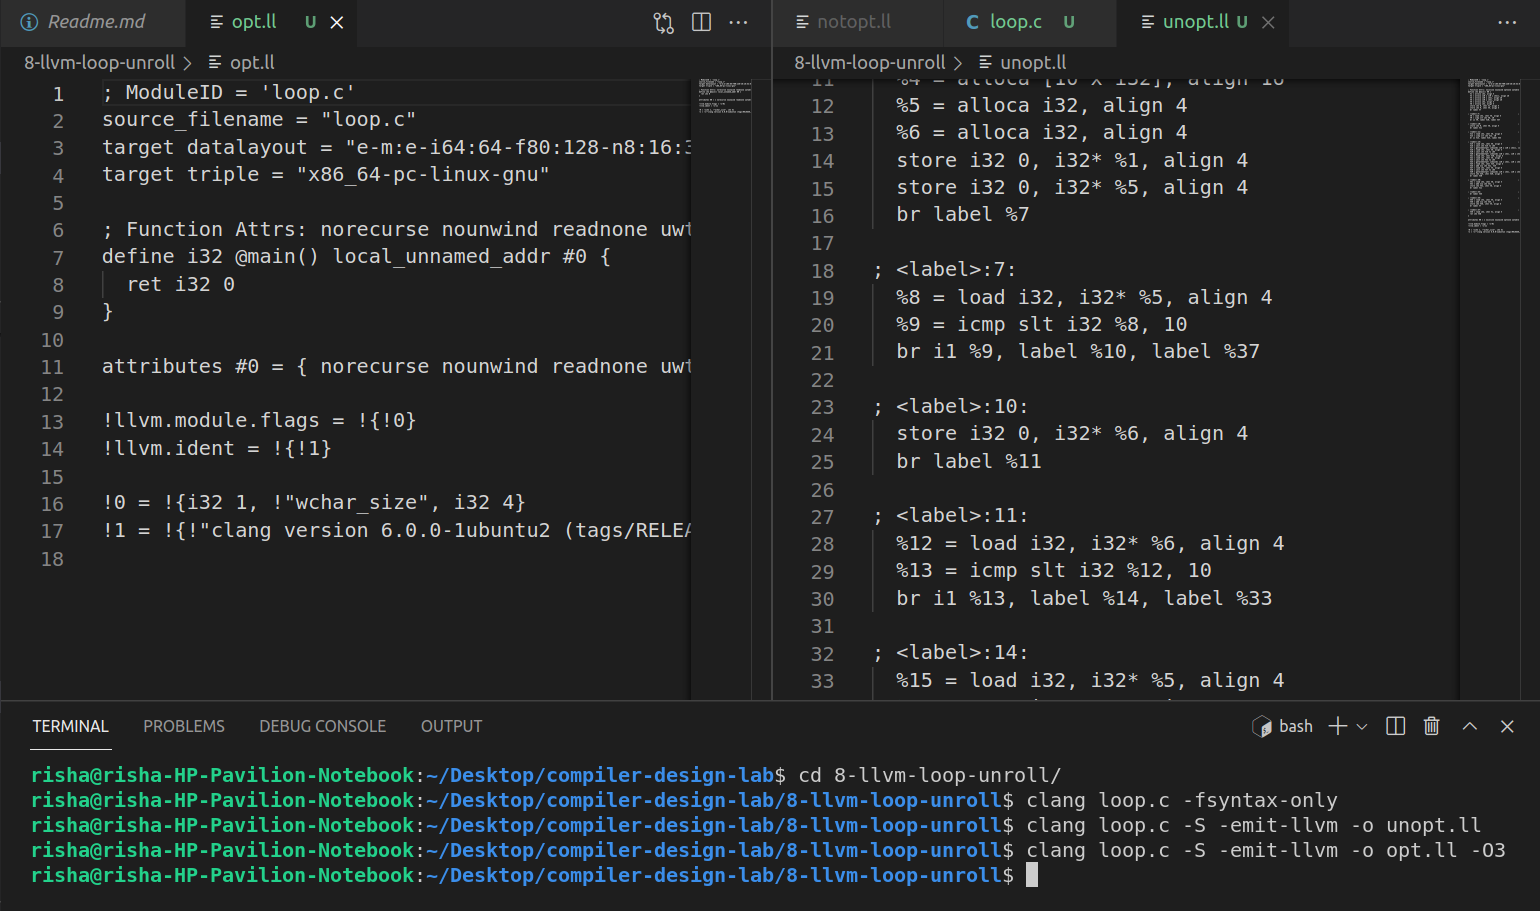 Readme.md
opt.ll U
8-llvm-loop-unroll > opt.ll
1 ; ModuleID = 'loop.c'
2 source_filename = "loop.c"
3 target datalayout = "e-m:e-i64:64-f80:128-n8:16:3
4 target triple = "x86_64-pc-linux-gnu"
5
6 ; Function Attrs: norecurse nounwind readnone uwt
7 define i32 @main() local_unnamed_addr #0 {
8 ret i32 0
9 }
10
11 attributes #0 = { norecurse nounwind readnone uwt
12
13 !llvm.module.flags = !{!0}
14 !llvm.ident = !{!1}
15
16 !0 = !{i32 1, !"wchar_size", i32 4}
17 !1 = !{!"clang version 6.0.0-1ubuntu2 (tags/RELEA
18
notopt.ll
C loop.c U
unopt.ll U
8-llvm-loop-unroll > unopt.ll
11 %4 = alloca [10 x i32], align 16
12 %5 = alloca i32, align 4
13 %6 = alloca i32, align 4
14 store i32 0, i32* %1, align 4
15 store i32 0, i32* %5, align 4
16 br label %7
17
18 ; <label>:7:
19 %8 = load i32, i32* %5, align 4
20 %9 = icmp slt i32 %8, 10
21 br i1 %9, label %10, label %37
22
23 ; <label>:10:
24 store i32 0, i32* %6, align 4
25 br label %11
26
27 ; <label>:11:
28 %12 = load i32, i32* %6, align 4
29 %13 = icmp slt i32 %12, 10
30 br i1 %13, label %14, label %33
31
32 ; <label>:14:
33 %15 = load i32, i32* %5, align 4
TERMINAL PROBLEMS DEBUG CONSOLE OUTPUT
bash
risha@risha-HP-Pavilion-Notebook:~/Desktop/compiler-design-lab$ cd 8-llvm-loop-unroll/
risha@risha-HP-Pavilion-Notebook:~/Desktop/compiler-design-lab/8-llvm-loop-unroll$ clang loop.c -fsyntax-only
risha@risha-HP-Pavilion-Notebook:~/Desktop/compiler-design-lab/8-llvm-loop-unroll$ clang loop.c -S -emit-llvm -o unopt.ll
risha@risha-HP-Pavilion-Notebook:~/Desktop/compiler-design-lab/8-llvm-loop-unroll$ clang loop.c -S -emit-llvm -o opt.ll -O3
risha@risha-HP-Pavilion-Notebook:~/Desktop/compiler-design-lab/8-llvm-loop-unroll$